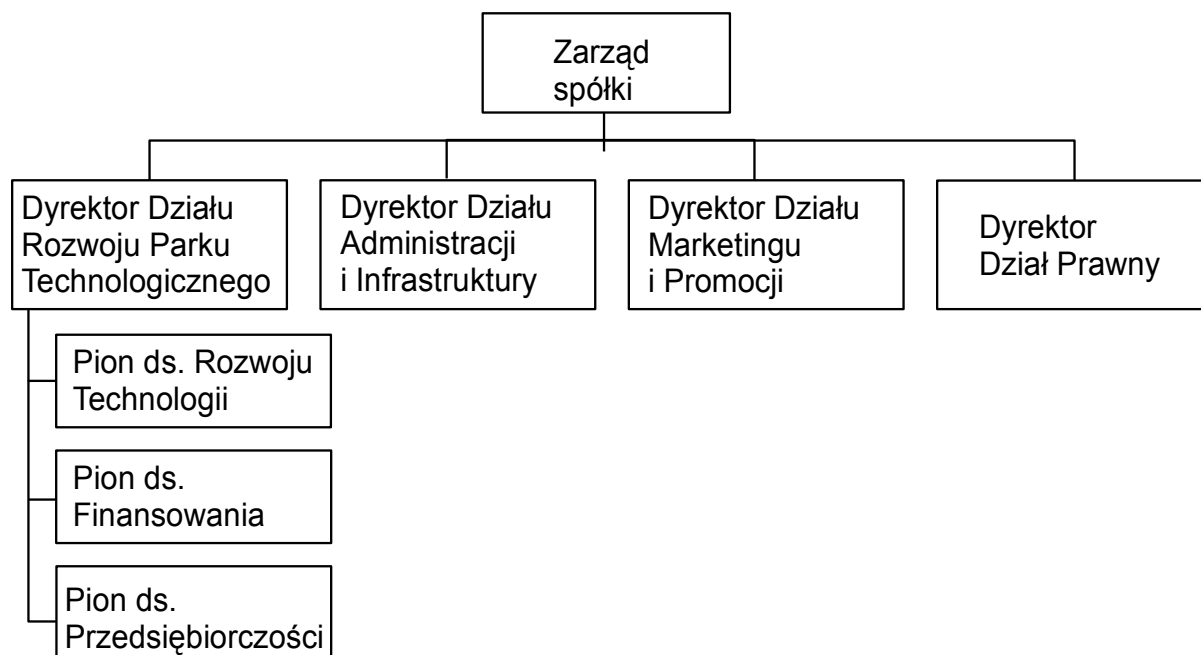 Zarząd
spółki
Dyrektor Działu
Rozwoju Parku
Technologicznego
Dyrektor Działu
Administracji
i Infrastruktury
Dyrektor Działu
Marketingu
i Promocji
Dyrektor
Dział Prawny
Pion ds. Rozwoju
Technologii
Pion ds.
Finansowania
Pion ds.
Przedsiębiorczości